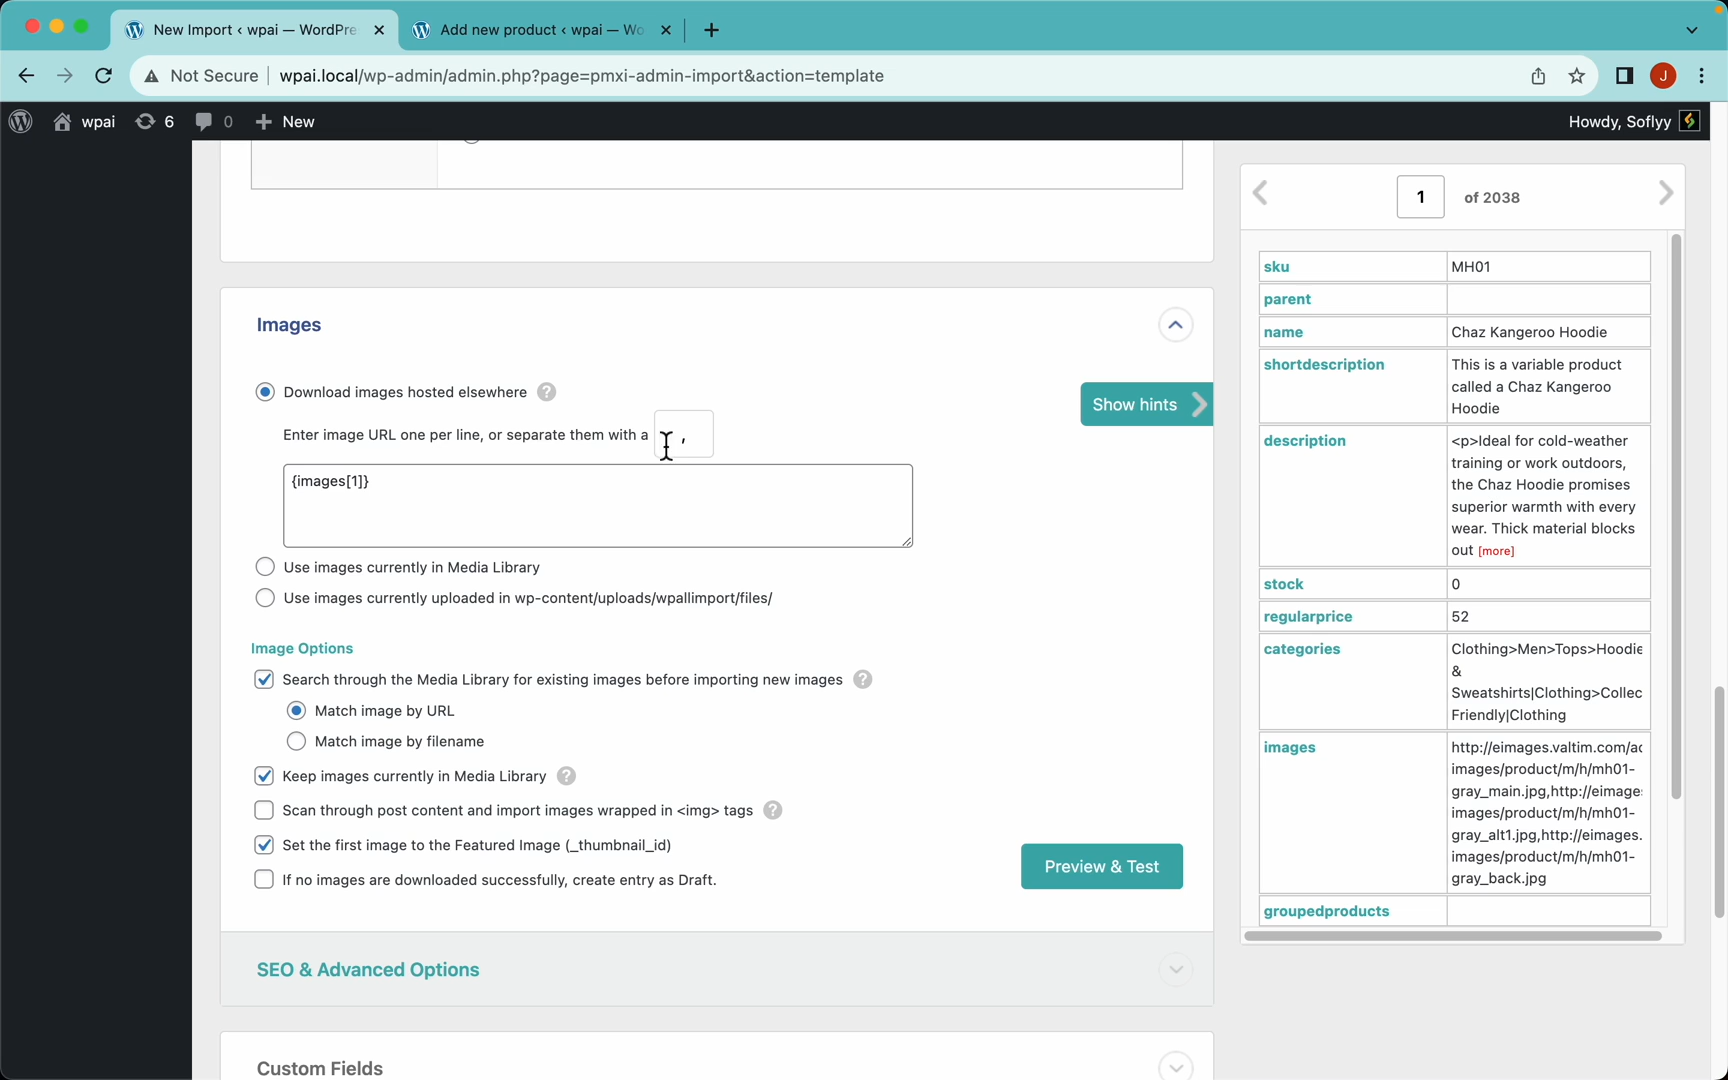 New Import ‹ wpai — WordPre
Add new product ‹ wpai — Wo
Not Secure
wpai.local/wp-admin/admin.php?page=pmxi-admin-import&action=template
J
wpai
6
0
New
Howdy, Soflyy
Images
Download images hosted elsewhere ?
Show hints
Enter image URL one per line, or separate them with a ,
{images[1]}
Use images currently in Media Library
Use images currently uploaded in wp-content/uploads/wpallimport/files/
Image Options
Search through the Media Library for existing images before importing new images ?
Match image by URL
Match image by filename
Keep images currently in Media Library ?
Scan through post content and import images wrapped in <img> tags ?
Set the first image to the Featured Image (_thumbnail_id)
If no images are downloaded successfully, create entry as Draft.
Preview & Test
SEO & Advanced Options
Custom Fields
1 of 2038
sku MH01
parent
name Chaz Kangeroo Hoodie
shortdescription This is a variable product
called a Chaz Kangeroo
Hoodie
description <p>Ideal for cold-weather
training or work outdoors,
the Chaz Hoodie promises
superior warmth with every
wear. Thick material blocks
out [more]
stock 0
regularprice 52
categories Clothing>Men>Tops>Hoodie
&
Sweatshirts|Clothing>Collec
Friendly|Clothing
images http://eimages.valtim.com/ac
images/product/m/h/mh01-
gray_main.jpg,http://eimage
images/product/m/h/mh01-
gray_alt1.jpg,http://eimages.
images/product/m/h/mh01-
gray_back.jpg
groupedproducts